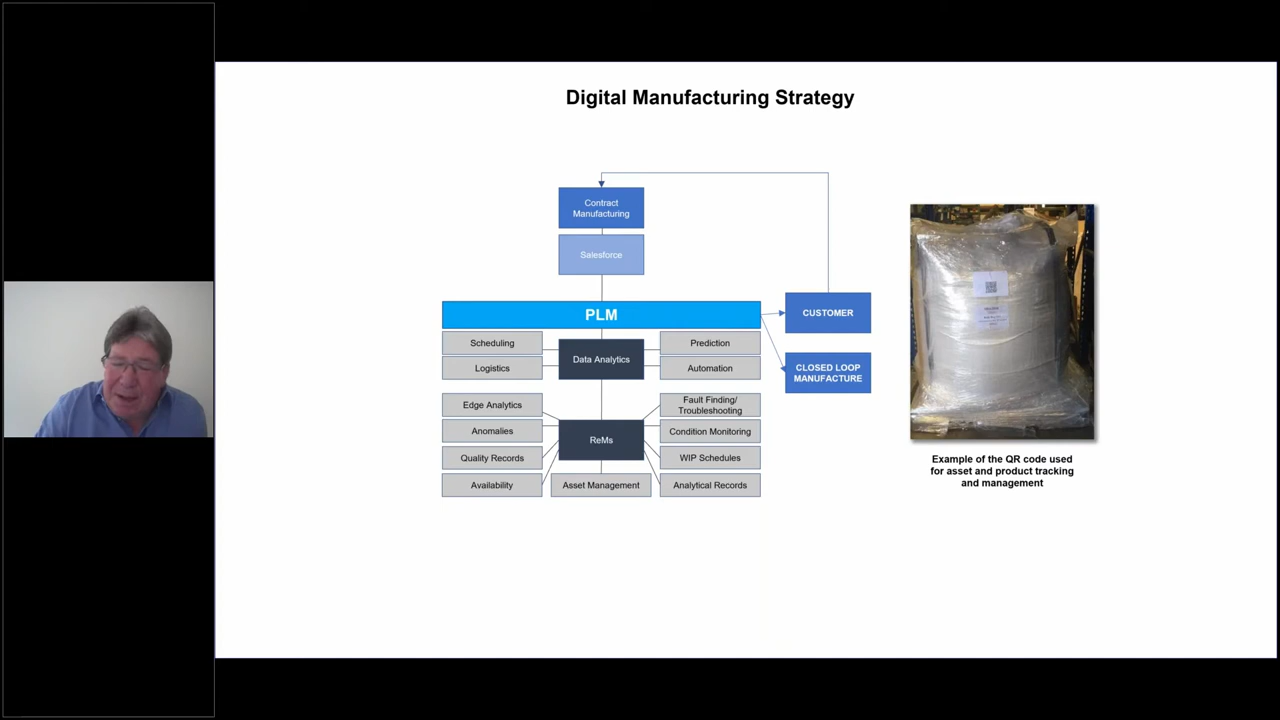 Digital Manufacturing Strategy
Contract
Manufacturing
Salesforce
PLM
CUSTOMER
Scheduling
Data Analytics
Prediction
Logistics
Automation
CLOSED LOOP
MANUFACTURE
Edge Analytics
Fault Finding/
Troubleshooting
Anomalies
ReMs
Condition Monitoring
Quality Records
WIP Schedules
Availability
Asset Management
Analytical Records
Example of the QR code used
for asset and product tracking
and management